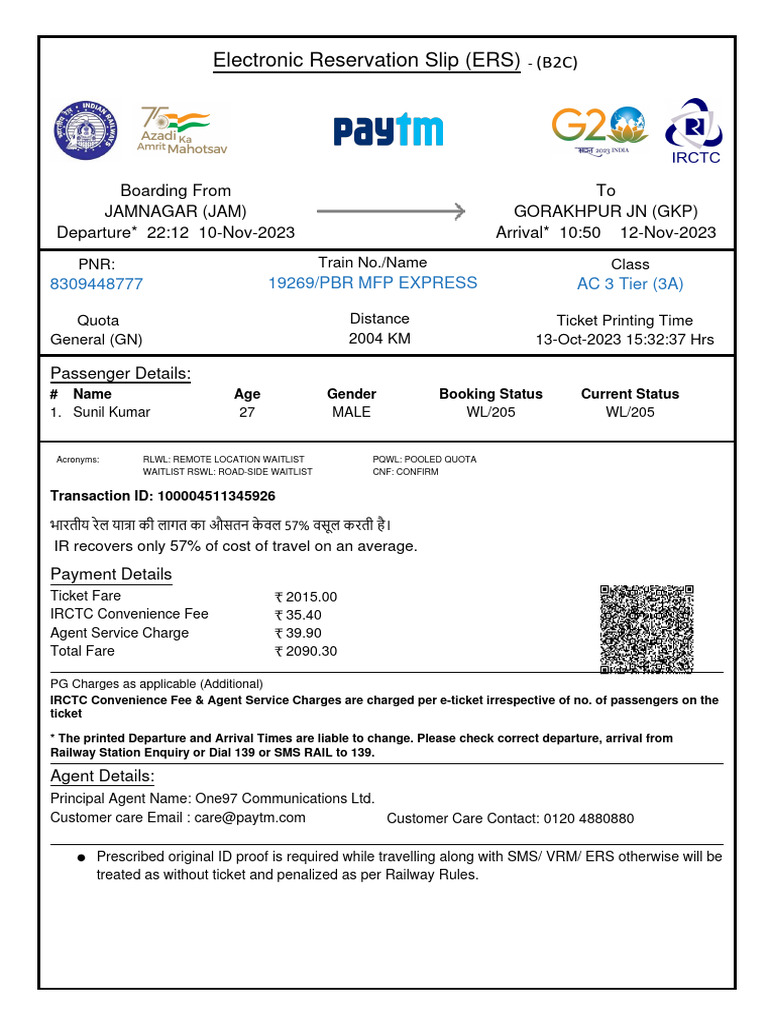 Electronic Reservation Slip (ERS) - (B2C)
INDIAN RAILWAYS
भारतीय रेल
75
Azadi Ka
Amrit Mahotsav
paytm
G20
भारत 2023 INDIA
IRCTC
Boarding From
To
JAMNAGAR (JAM)
GORAKHPUR JN (GKP)
Departure* 22:12 10-Nov-2023
Arrival* 10:50 12-Nov-2023
PNR:
Train No./Name
Class
8309448777
19269/PBR MFP EXPRESS
AC 3 Tier (3A)
Quota
Distance
Ticket Printing Time
General (GN)
2004 KM
13-Oct-2023 15:32:37 Hrs
Passenger Details:
# Name Age Gender Booking Status Current Status
1. Sunil Kumar 27 MALE WL/205 WL/205
Acronyms: RLWL: REMOTE LOCATION WAITLIST PQWL: POOLED QUOTA
WAITLIST RSWL: ROAD-SIDE WAITLIST CNF: CONFIRM
Transaction ID: 100004511345926
भारतीय रेल यात्रा की लागत का औसतन केवल 57% वसूल करती है।
IR recovers only 57% of cost of travel on an average.
Payment Details
Ticket Fare ₹ 2015.00
IRCTC Convenience Fee ₹ 35.40
Agent Service Charge ₹ 39.90
Total Fare ₹ 2090.30
PG Charges as applicable (Additional)
IRCTC Convenience Fee & Agent Service Charges are charged per e-ticket irrespective of no. of passengers on the
ticket
* The printed Departure and Arrival Times are liable to change. Please check correct departure, arrival from
Railway Station Enquiry or Dial 139 or SMS RAIL to 139.
Agent Details:
Principal Agent Name: One97 Communications Ltd.
Customer care Email : care@paytm.com Customer Care Contact: 0120 4880880
● Prescribed original ID proof is required while travelling along with SMS/ VRM/ ERS otherwise will be
treated as without ticket and penalized as per Railway Rules.